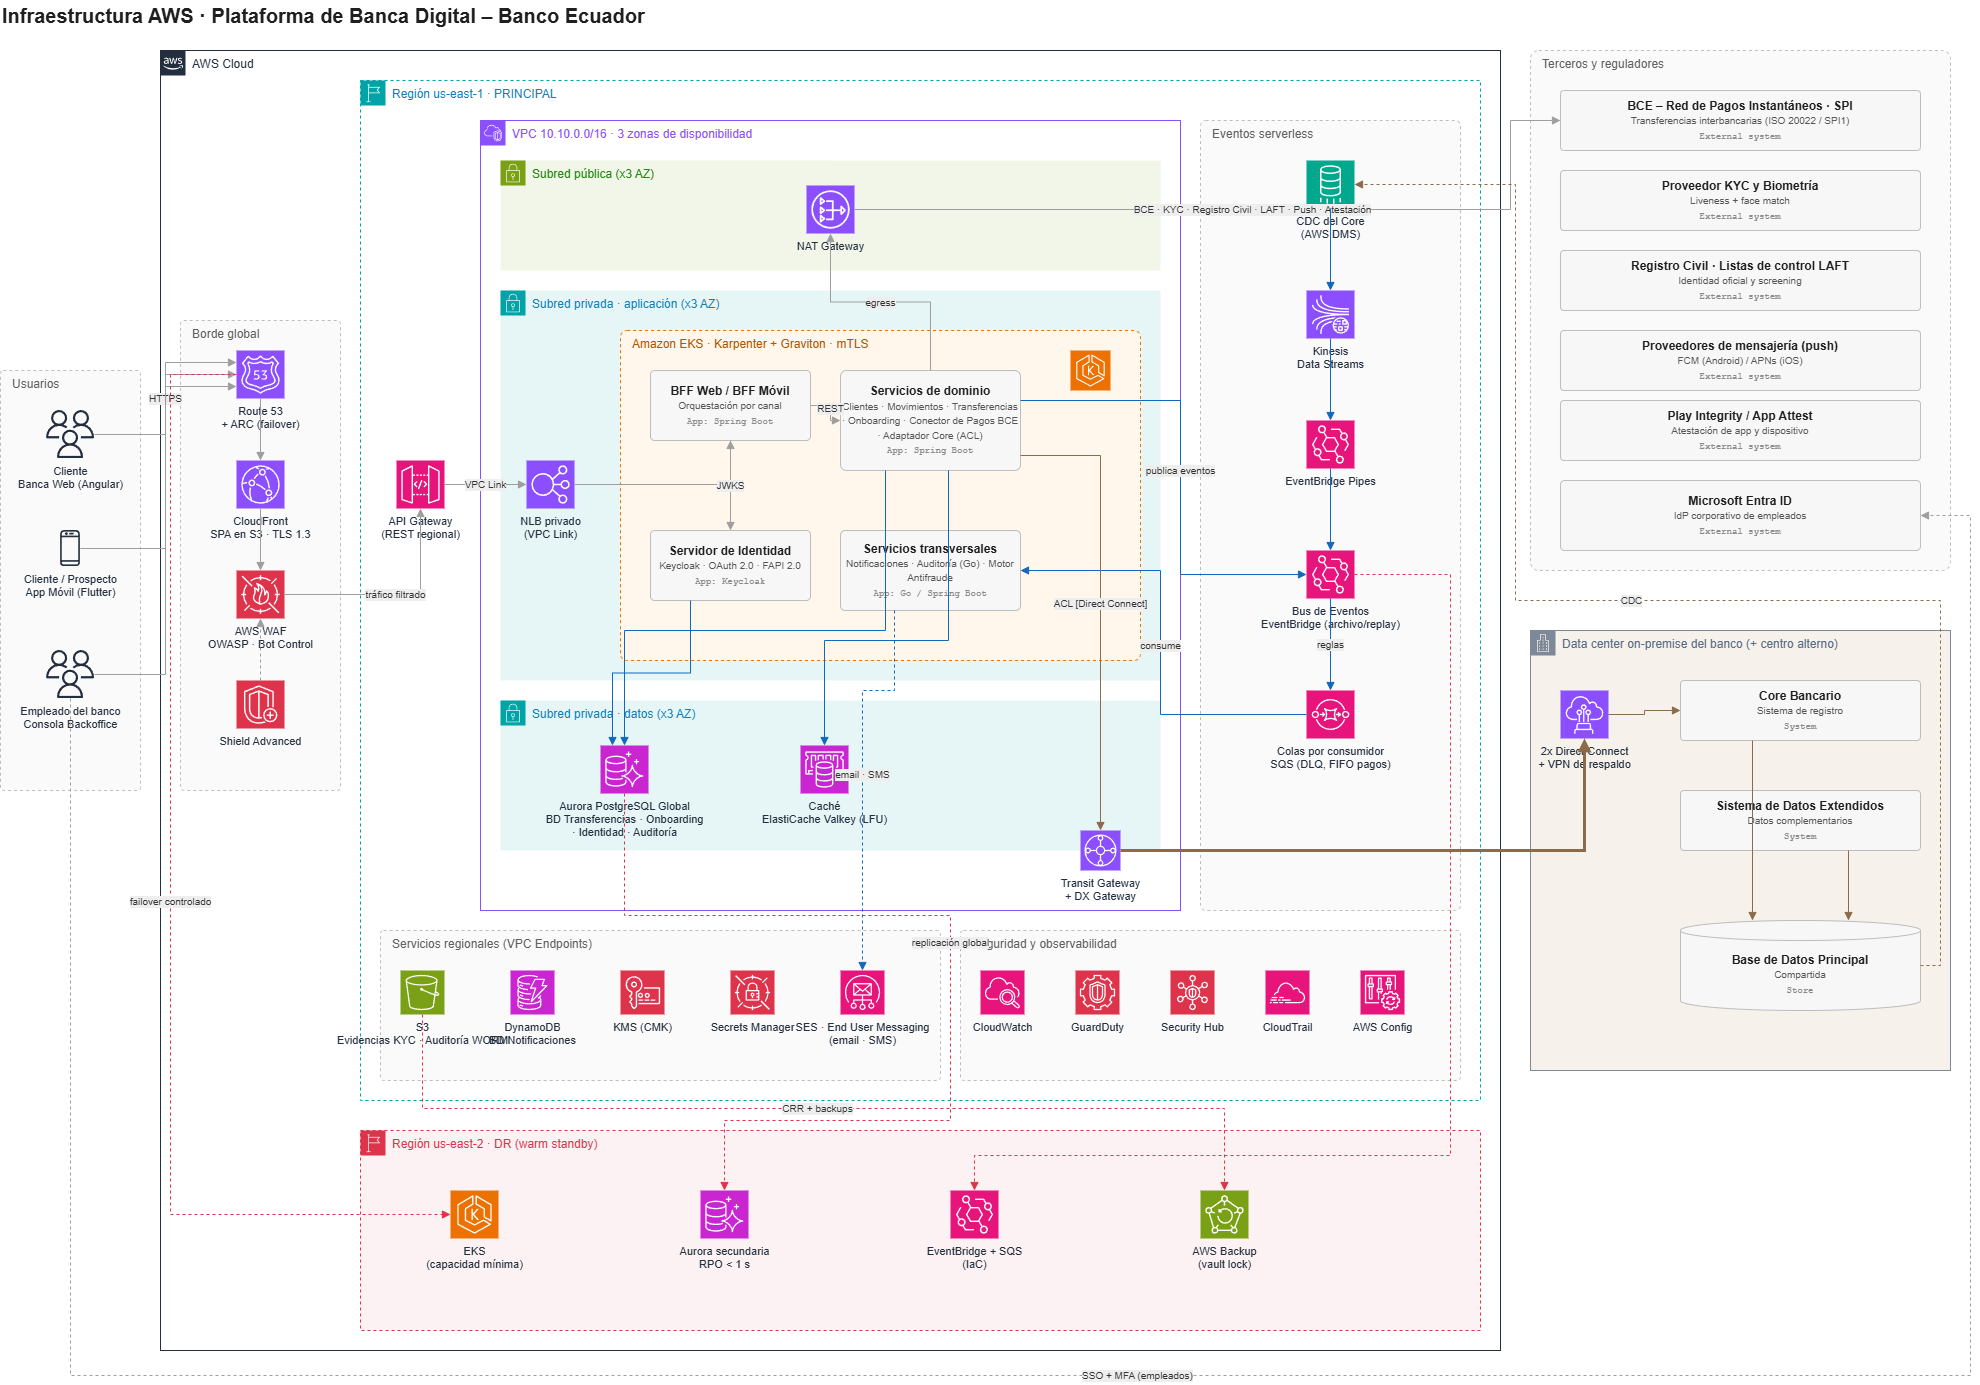 Infraestructura AWS · Plataforma de Banca Digital – Banco Ecuador
aws
AWS Cloud
Terceros y reguladores
Región us-east-1 · PRINCIPAL
BCE – Red de Pagos Instantáneos · SPI
Transferencias interbancarias (ISO 20022 / SPI1)
External system
VPC 10.10.0.0/16 · 3 zonas de disponibilidad
Eventos serverless
Subred pública (x3 AZ)
NAT Gateway
BCE · KYC · Registro Civil · LAFT · Push · Atestación
CDC del Core
(AWS DMS)
Proveedor KYC y Biometría
Liveness + face match
External system
Registro Civil · Listas de control LAFT
Identidad oficial y screening
External system
Subred privada · aplicación (x3 AZ)
egress
Kinesis
Data Streams
Borde global
Amazon EKS · Karpenter + Graviton · mTLS
Proveedores de mensajería (push)
FCM (Android) / APNs (iOS)
External system
Usuarios
HTTPS
53
Route 53
+ ARC (failover)
BFF Web / BFF Móvil
Orquestación por canal
App: Spring Boot
REST
Servicios de dominio
Clientes · Movimientos · Transferencias
· Onboarding · Conector de Pagos BCE
· Adaptador Core (ACL)
App: Spring Boot
Play Integrity / App Attest
Atestación de app y dispositivo
External system
Cliente
Banca Web (Angular)
CloudFront
SPA en S3 · TLS 1.3
API Gateway
(REST regional)
VPC Link
NLB privado
(VPC Link)
JWKS
publica eventos
EventBridge Pipes
Microsoft Entra ID
IdP corporativo de empleados
External system
Cliente / Prospecto
App Móvil (Flutter)
Servidor de Identidad
Keycloak · OAuth 2.0 · FAPI 2.0
App: Keycloak
Servicios transversales
Notificaciones · Auditoría (Go) · Motor
Antifraude
App: Go / Spring Boot
tráfico filtrado
AWS WAF
OWASP · Bot Control
ACL [Direct Connect]
consume
Bus de Eventos
EventBridge (archivo/replay)
reglas
CDC
Data center on-premise del banco (+ centro alterno)
Empleado del banco
Consola Backoffice
Shield Advanced
Subred privada · datos (x3 AZ)
Colas por consumidor
SQS (DLQ, FIFO pagos)
2x Direct Connect
+ VPN de respaldo
Core Bancario
Sistema de registro
System
Aurora PostgreSQL Global
BD Transferencias · Onboarding
· Identidad · Auditoría
email · SMS
Caché
ElastiCache Valkey (LFU)
Sistema de Datos Extendidos
Datos complementarios
System
Transit Gateway
+ DX Gateway
failover controlado
Servicios regionales (VPC Endpoints)
replicación global
guridad y observabilidad
Base de Datos Principal
Compartida
Store
S3
Evidencias KYC · Auditoría WORM
DynamoDB
BD Notificaciones
KMS (CMK)
Secrets Manager
SES · End User Messaging
(email · SMS)
CloudWatch
GuardDuty
Security Hub
CloudTrail
AWS Config
CRR + backups
Región us-east-2 · DR (warm standby)
EKS
(capacidad mínima)
Aurora secundaria
RPO < 1 s
EventBridge + SQS
(IaC)
AWS Backup
(vault lock)
SSO + MFA (empleados)